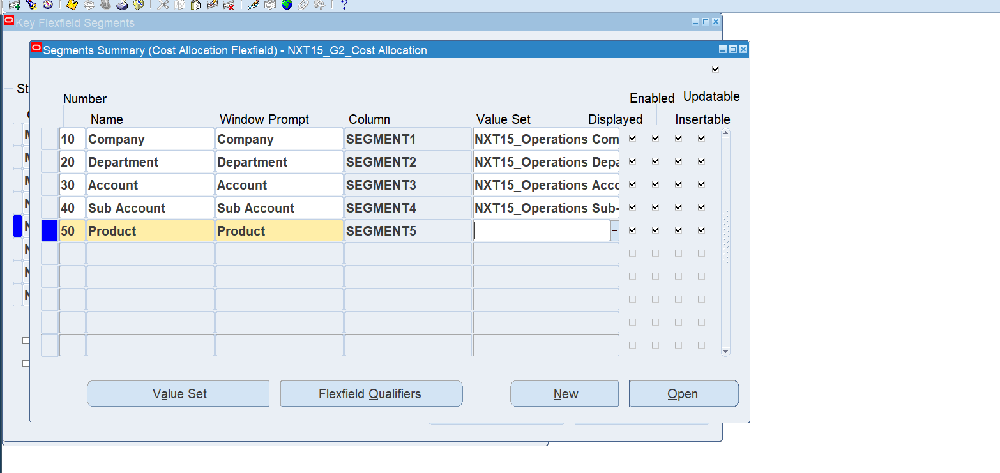 Key Flexfield Segments
Segments Summary (Cost Allocation Flexfield) - NXT15_G2_Cost Allocation
St
Number Enabled Updatable
Name Window Prompt Column Value Set Displayed Insertable
10 Company Company SEGMENT1 NXT15_Operations Com
20 Department Department SEGMENT2 NXT15_Operations Depa
30 Account Account SEGMENT3 NXT15_Operations Acco
40 Sub Account Sub Account SEGMENT4 NXT15_Operations Sub-
50 Product Product SEGMENT5 ...
Value Set Flexfield Qualifiers New Open